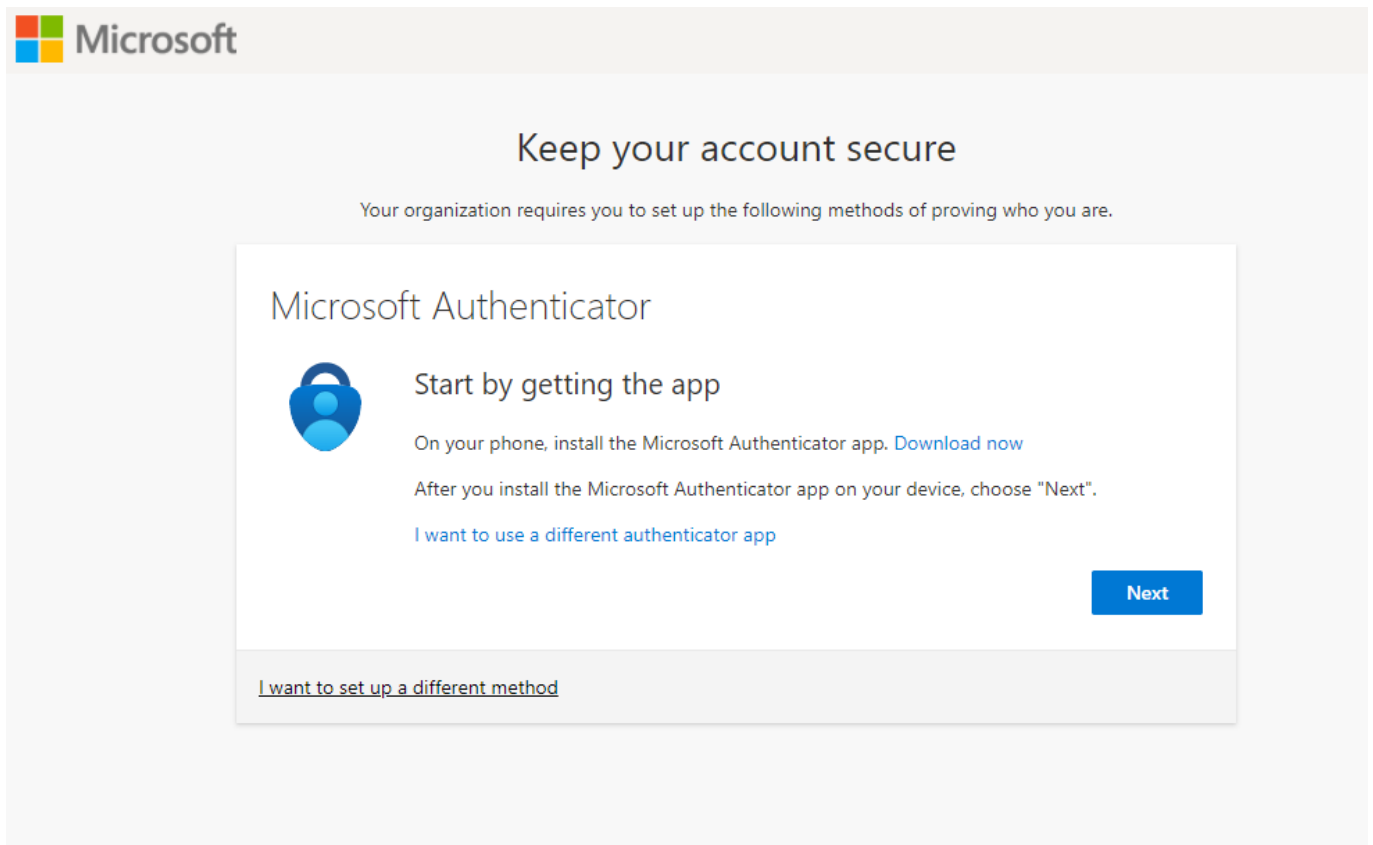 Microsoft
Keep your account secure
Your organization requires you to set up the following methods of proving who you are.
Microsoft Authenticator
Start by getting the app
On your phone, install the Microsoft Authenticator app. Download now
After you install the Microsoft Authenticator app on your device, choose "Next".
I want to use a different authenticator app
Next
I want to set up a different method